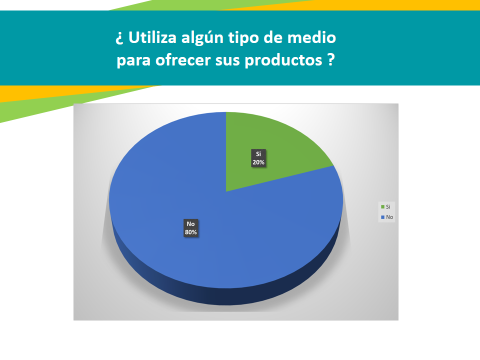 ¿ Utiliza algún tipo de medio
para ofrecer sus productos ?
Si
20%
No
80%
Si
No